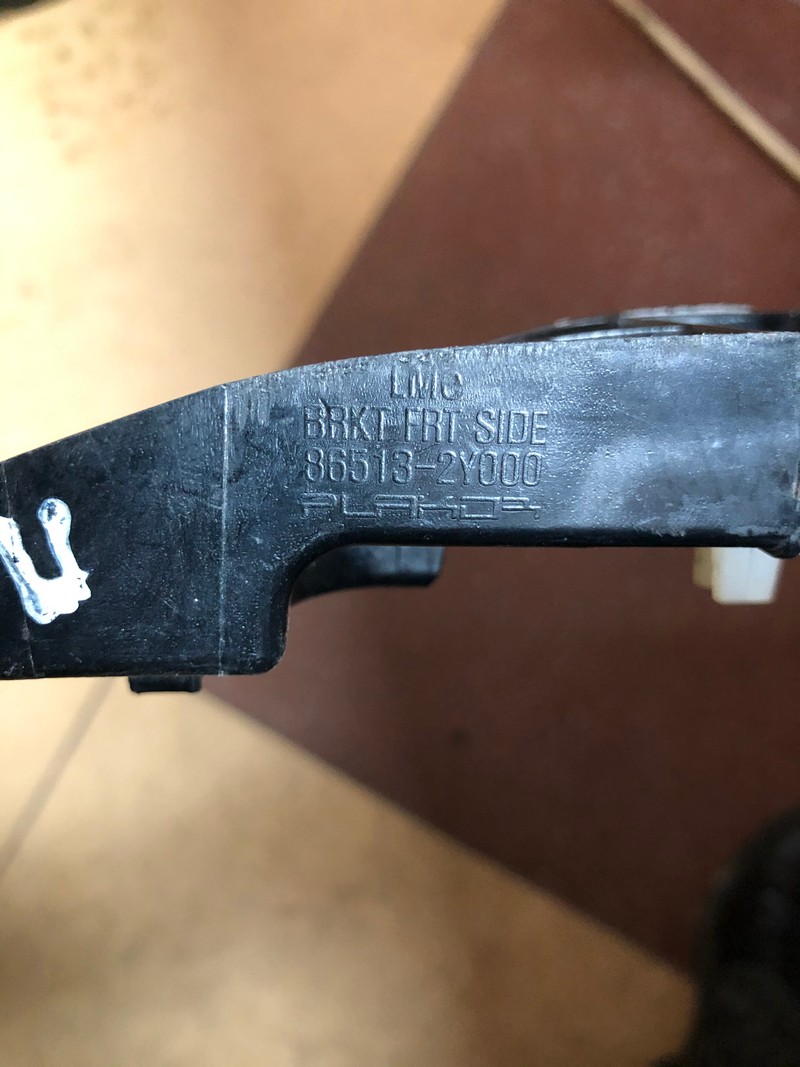 LMC
BRKT FRT SIDE
86513-2Y000
PLAKOR